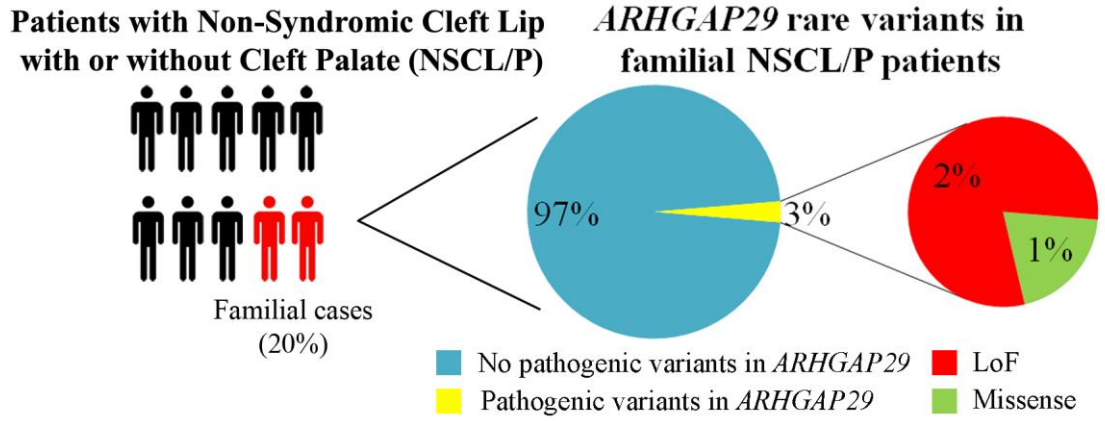 Patients with Non-Syndromic Cleft Lip
with or without Cleft Palate (NSCL/P)
Familial cases
(20%)
ARHGAP29 rare variants in
familial NSCL/P patients
97%
3%
2%
1%
No pathogenic variants in ARHGAP29
Pathogenic variants in ARHGAP29
LoF
Missense